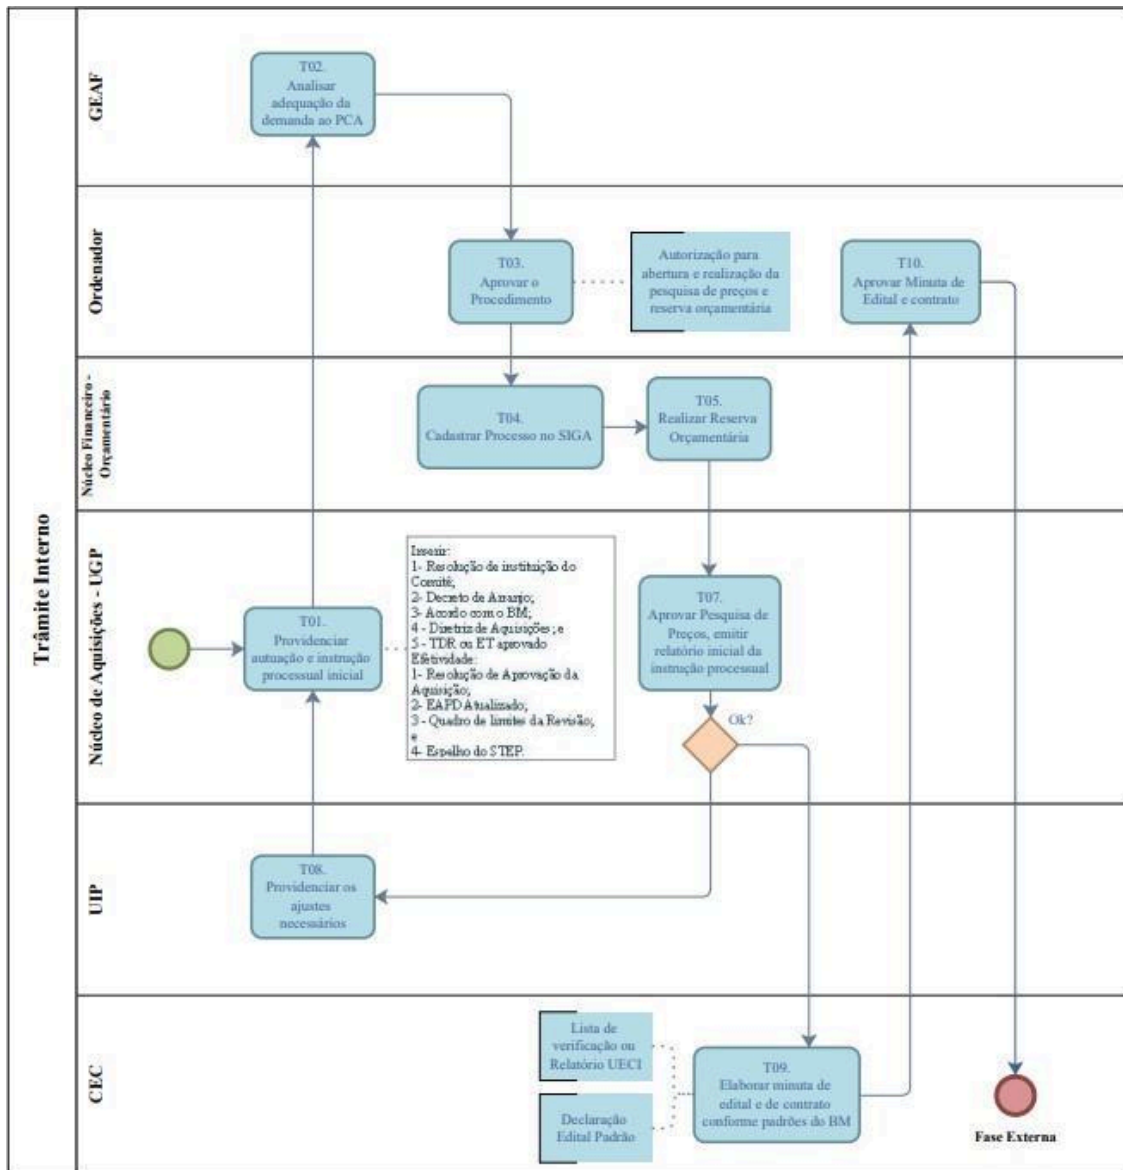 Trâmite Interno
GEAF
T02.
Analisar
adequação da
demanda ao PCA
Ordenador
T03.
Aprovar o
Procedimento
Autorização para
abertura e realização da
pesquisa de preços e
reserva orçamentária
T10.
Aprovar Minuta de
Edital e contrato
Núcleo Financeiro -
Orçamentário
T04.
Cadastrar Processo no SIGA
T05.
Realizar Reserva
Orçamentária
Núcleo de Aquisições - UGP
T01.
Providenciar
autuação e instrução
processual inicial
Inserir:
1- Resolução de instituição do
Comitê;
2- Decreto de Arranjo;
3- Acordo com o BM;
4 - Diretriz de Aquisições; e
5 - TDR ou ET aprovado
Efetividade:
1- Resolução de Aprovação da
Aquisição;
2- EAPD Atualizado;
3 - Quadro de limites da Revisão;
e
4- Espelho do STEP.
T07.
Aprovar Pesquisa de
Preços, emitir
relatório inicial da
instrução processual
Ok?
UIP
T08.
Providenciar os
ajustes
necessários
CEC
Lista de
verificação ou
Relatório UECI
Declaração
Edital Padrão
T09.
Elaborar minuta de
edital e de contrato
conforme padrões do BM
Fase Externa